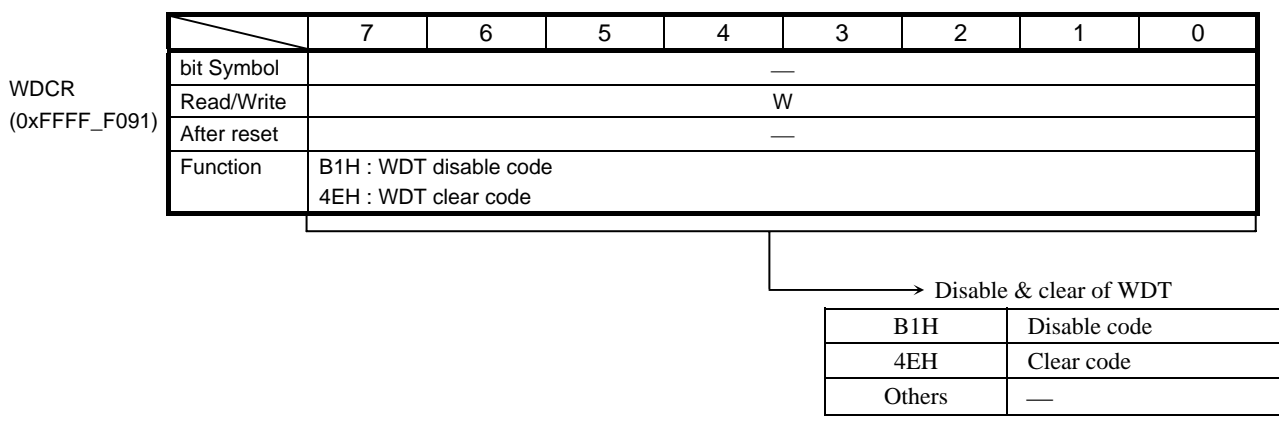 7 6 5 4 3 2 1 0
WDCR
(0xFFFF_F091)
bit Symbol —
Read/Write W
After reset —
Function B1H : WDT disable code
4EH : WDT clear code
Disable & clear of WDT
B1H Disable code
4EH Clear code
Others —